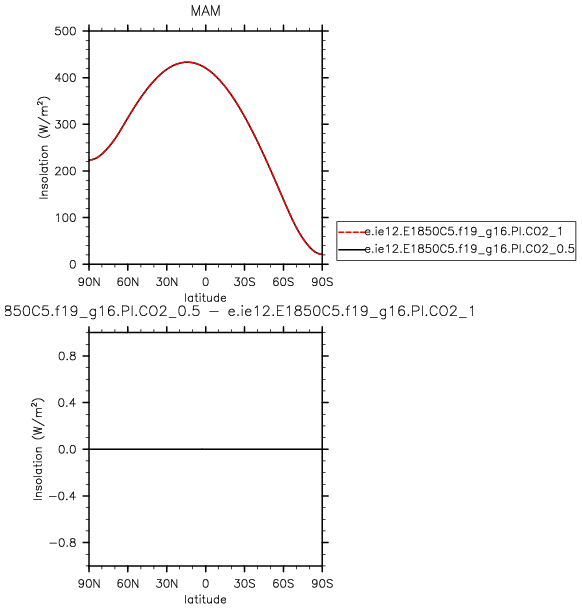 MAM
500
400
300
200
100
0
Insolation (W/m²)
90N 60N 30N 0 30S 60S 90S
latitude
e.ie12.E1850C5.f19_g16.PI.CO2_1
e.ie12.E1850C5.f19_g16.PI.CO2_0.5
850C5.f19_g16.PI.CO2_0.5 − e.ie12.E1850C5.f19_g16.PI.CO2_1
0.8
0.4
0.0
−0.4
−0.8
Insolation (W/m²)
90N 60N 30N 0 30S 60S 90S
latitude